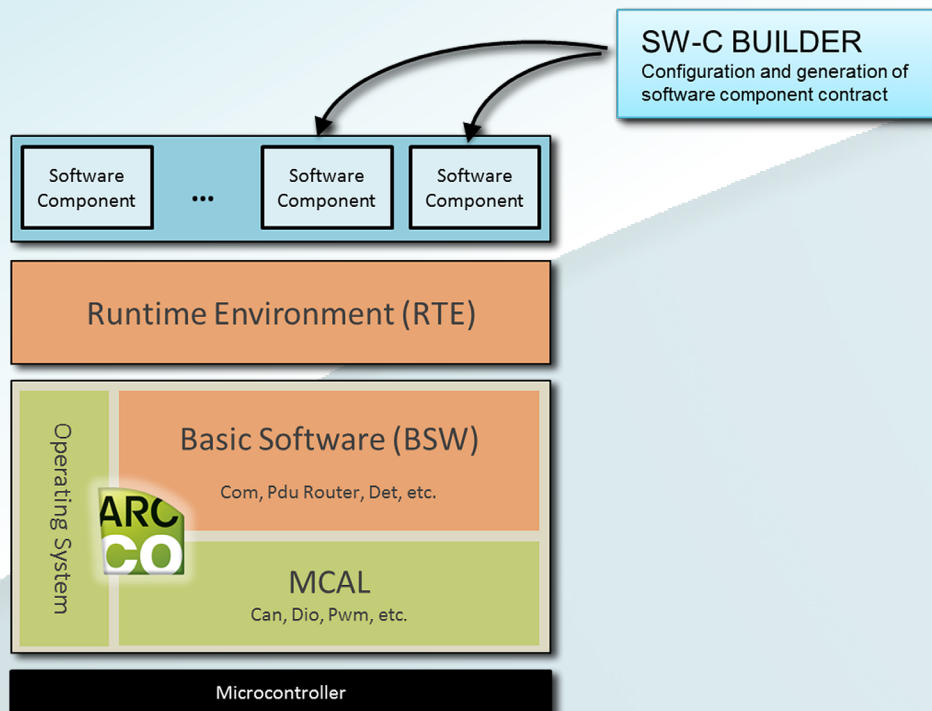 SW-C BUILDER
Configuration and generation of
software component contract
Software
Component
...
Software
Component
Software
Component
Runtime Environment (RTE)
Operating System
Basic Software (BSW)
Com, Pdu Router, Det, etc.
ARC
CO
MCAL
Can, Dio, Pwm, etc.
Microcontroller